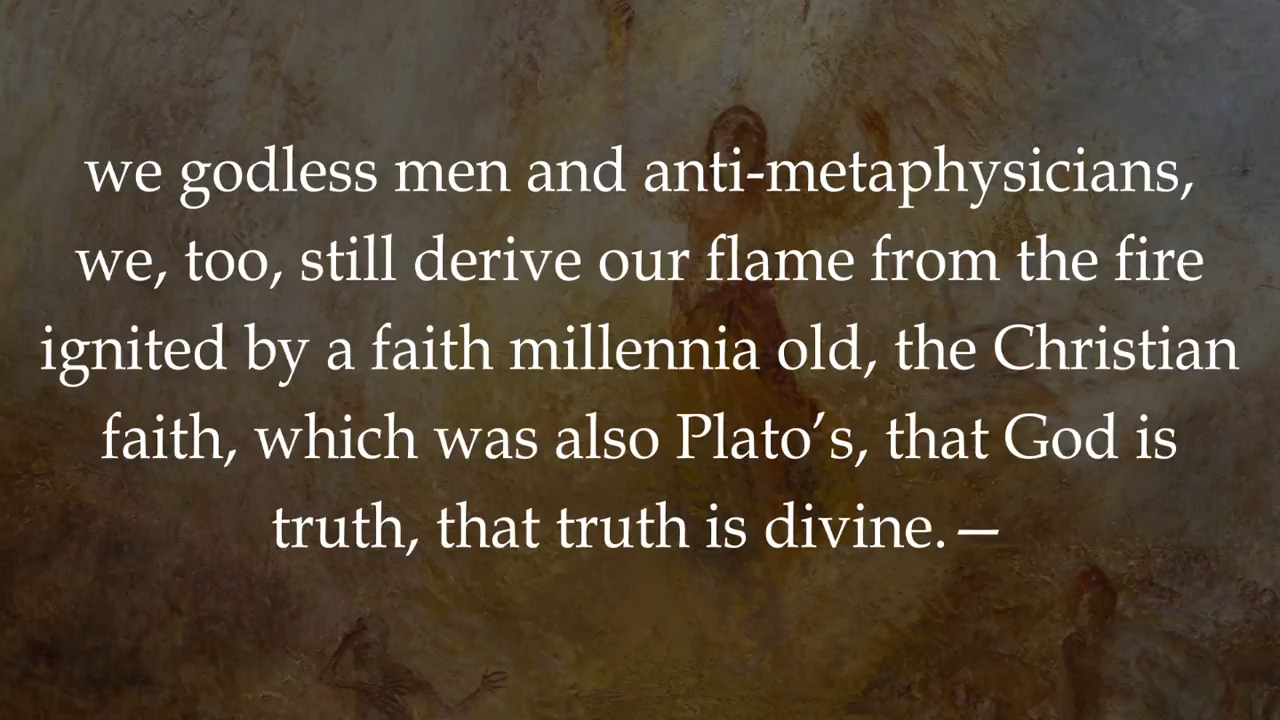 we godless men and anti-metaphysicians,
we, too, still derive our flame from the fire
ignited by a faith millennia old, the Christian
faith, which was also Plato’s, that God is
truth, that truth is divine.—